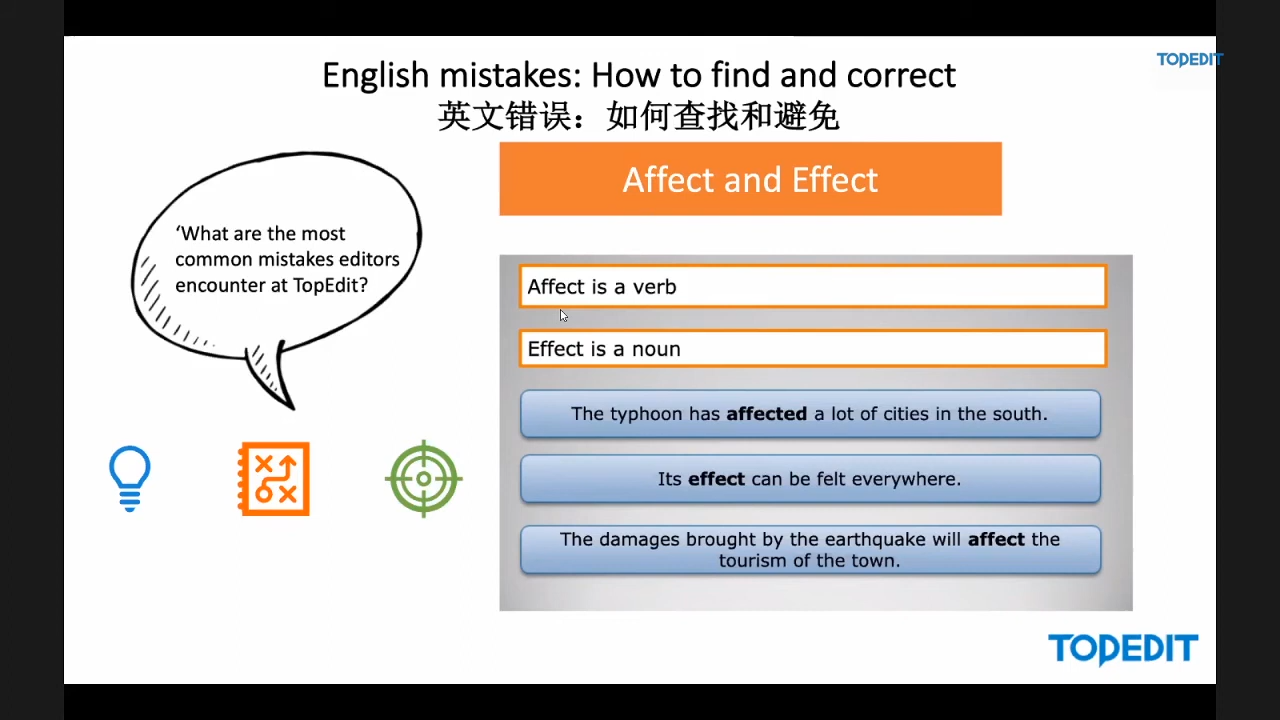 TOPEDIT
English mistakes: How to find and correct
英文错误：如何查找和避免
Affect and Effect
‘What are the most
common mistakes editors
encounter at TopEdit?
Affect is a verb
Effect is a noun
The typhoon has affected a lot of cities in the south.
Its effect can be felt everywhere.
The damages brought by the earthquake will affect the
tourism of the town.
TOPEDIT